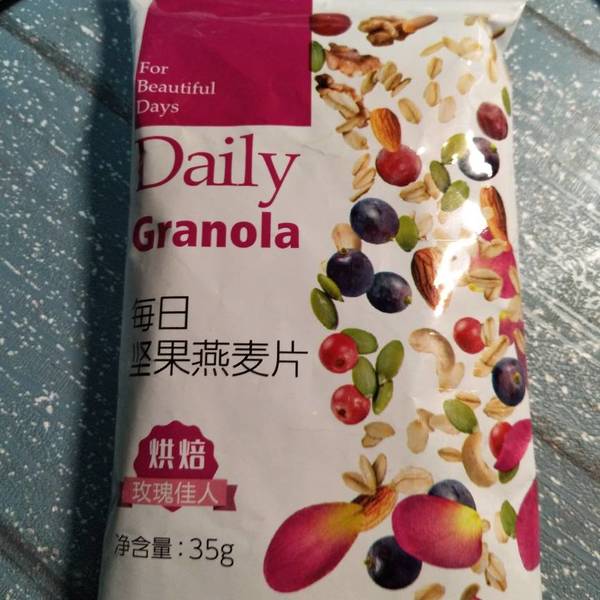 For
Beautiful
Days
Daily
Granola
每日
坚果燕麦片
烘焙
玫瑰佳人
净含量：35g